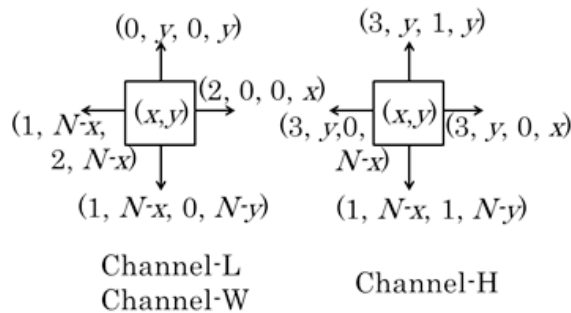 (0, y, 0, y)
(2, 0, 0, x)
(x,y)
(1, N-x,
2, N-x)
(1, N-x, 0, N-y)
Channel-L
Channel-W
(3, y, 1, y)
(x,y)
(3, y,0,
N-x)
(3, y, 0, x)
(1, N-x, 1, N-y)
Channel-H